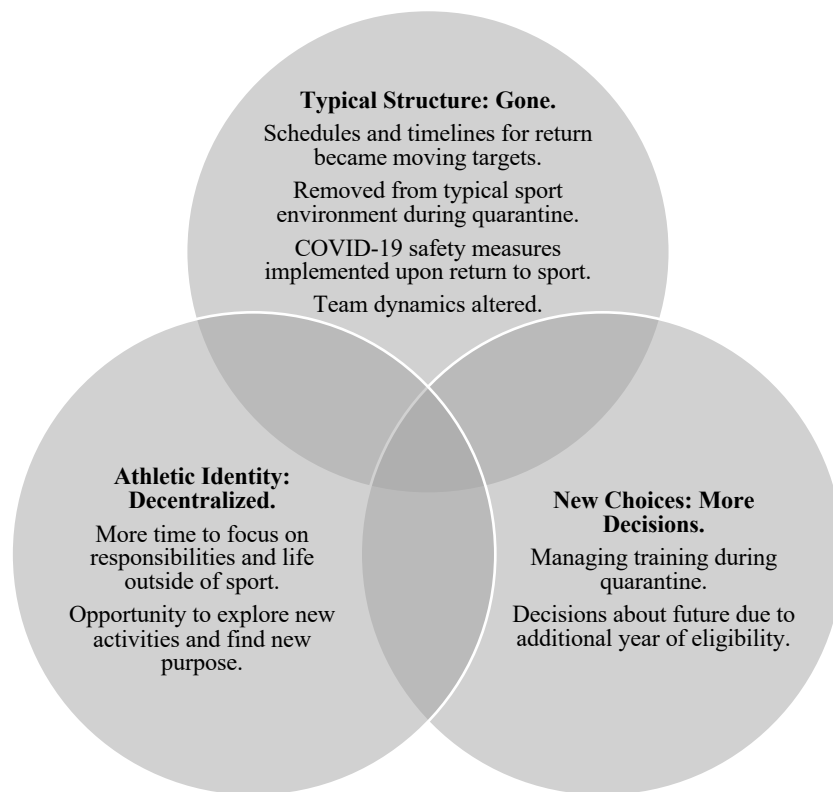 Typical Structure: Gone.
Schedules and timelines for return
became moving targets.
Removed from typical sport
environment during quarantine.
COVID-19 safety measures
implemented upon return to sport.
Team dynamics altered.
Athletic Identity:
Decentralized.
More time to focus on
responsibilities and life
outside of sport.
Opportunity to explore new
activities and find new
purpose.
New Choices: More
Decisions.
Managing training during
quarantine.
Decisions about future due to
additional year of eligibility.